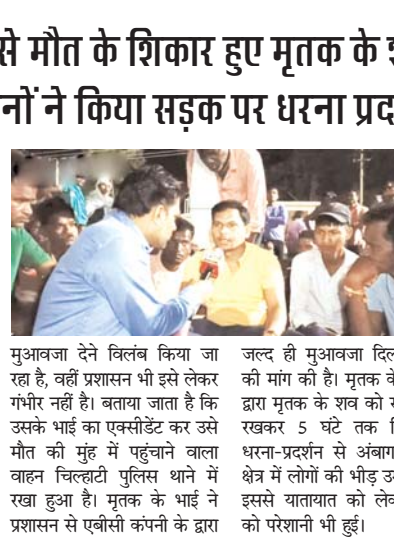 से मौत के शिकार हुए मृतक के
नों ने किया सड़क पर धरना प्रद
मुआवजा देने विलंब किया जा
रहा है, वहीं प्रशासन भी इसे लेकर
गंभीर नहीं है। बताया जाता है कि
उसके भाई का एक्सीडेंट कर उसे
मौत की मुंह में पहुंचाने वाला
वाहन चिल्हाटी पुलिस थाने में
रखा हुआ है। मृतक के भाई ने
प्रशासन से एबीसी कंपनी के द्वारा
जल्द ही मुआवजा दिल
की मांग की है। मृतक के
द्वारा मृतक के शव को
रखकर 5 घंटे तक
धरना-प्रदर्शन से अंबाग
क्षेत्र में लोगों की भीड़
इससे यातायात को लेव
को परेशानी भी हुई।